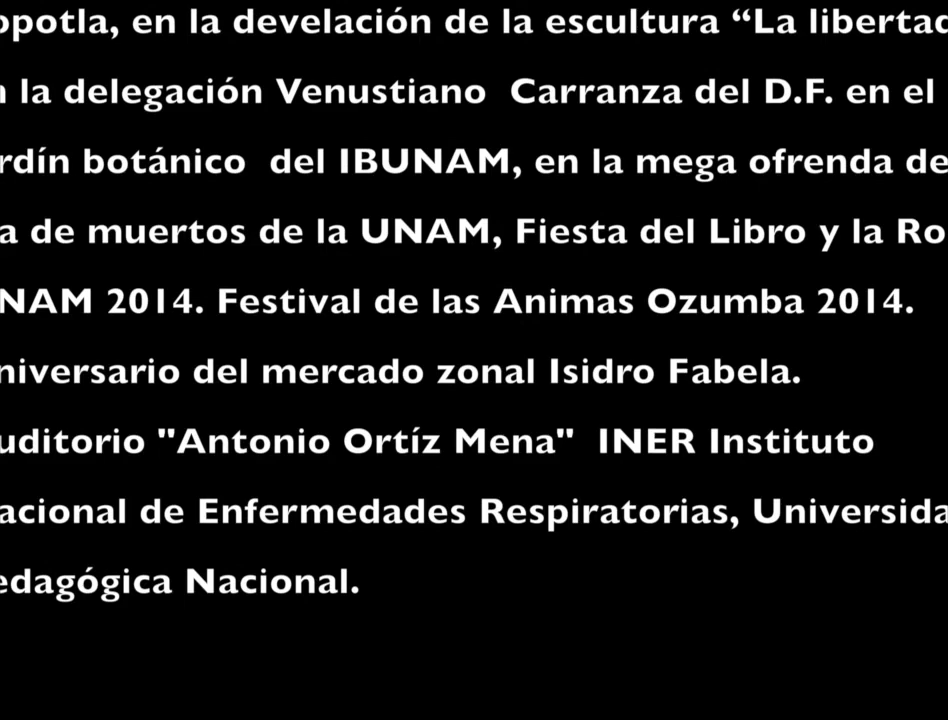 opotla, en la develación de la escultura “La libertad
n la delegación Venustiano Carranza del D.F. en el
rdín botánico del IBUNAM, en la mega ofrenda de
a de muertos de la UNAM, Fiesta del Libro y la Ro
NAM 2014. Festival de las Animas Ozumba 2014.
niversario del mercado zonal Isidro Fabela.
uditorio "Antonio Ortíz Mena" INER Instituto
acional de Enfermedades Respiratorias, Universida
edagógica Nacional.